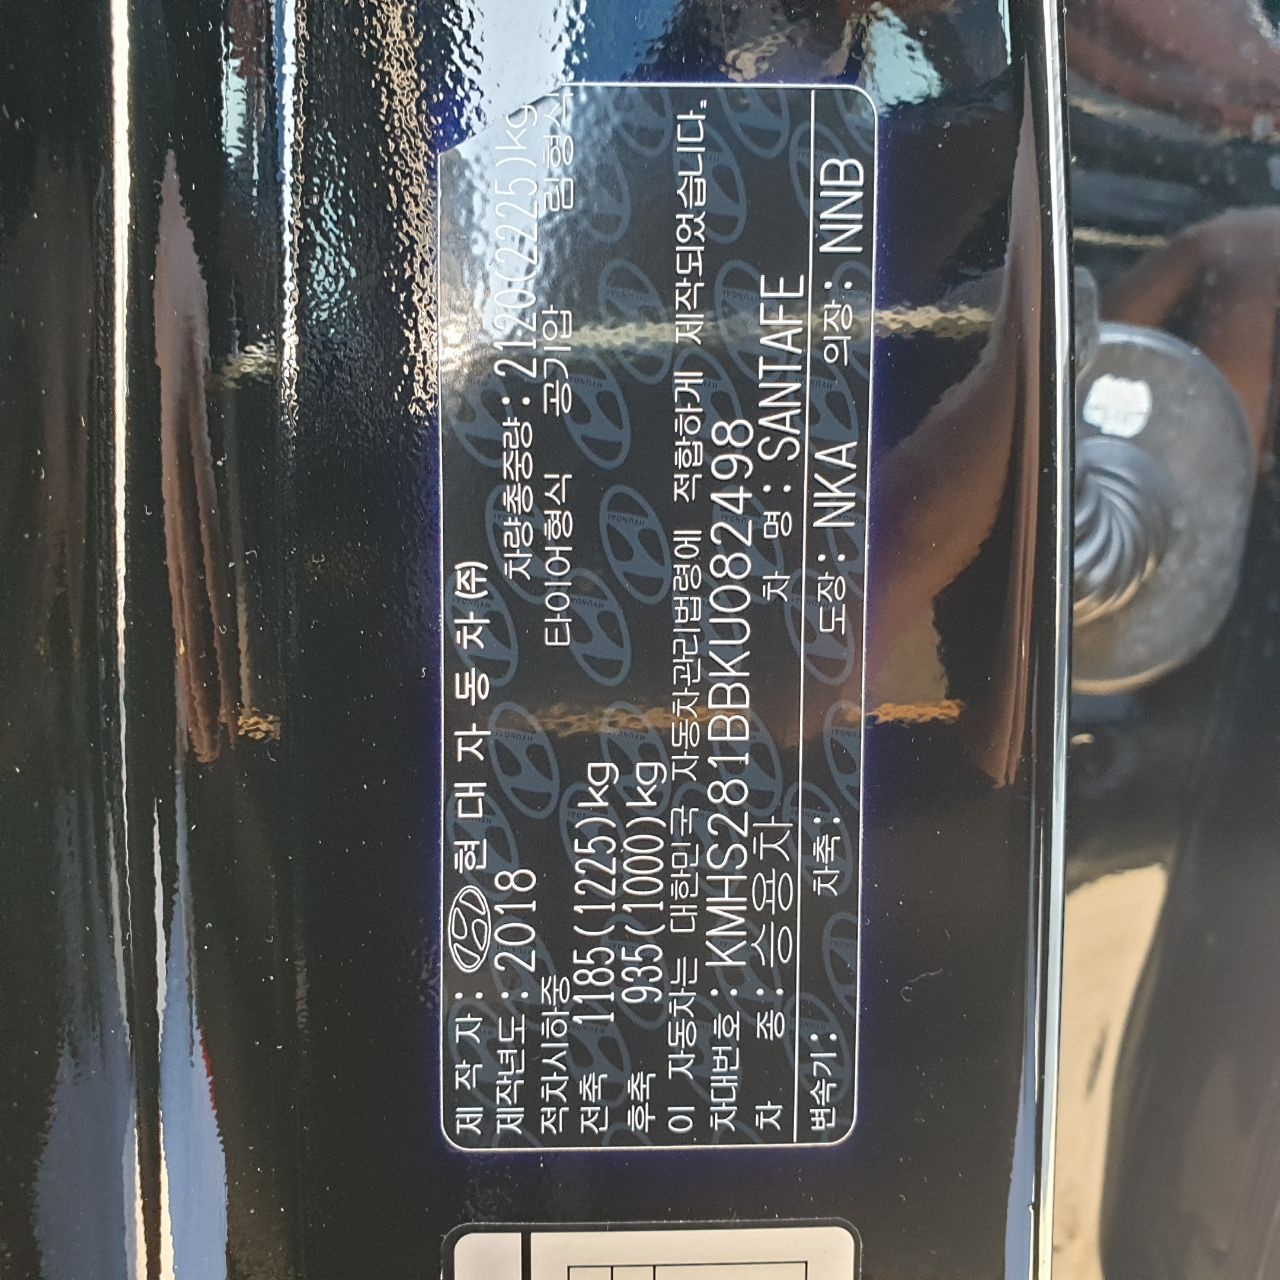 제 작 자 : 현 대 자 동 차 (주)
제작년도 : 2018 차량총중량 : 2120(2225)kg
적차시하중 타이어형식 공기압 림형식
전축 1185(1225)kg
후축 935(1000)kg
이 자동차는 대한민국 자동차관리법령에 적합하게 제작되었습니다.
차대번호 : KMHS281BBKU082498
차 종 : 승용차 차 명 : SANTAFE
변속기 : 차축 : 도장 : NKA 의장 : NNB